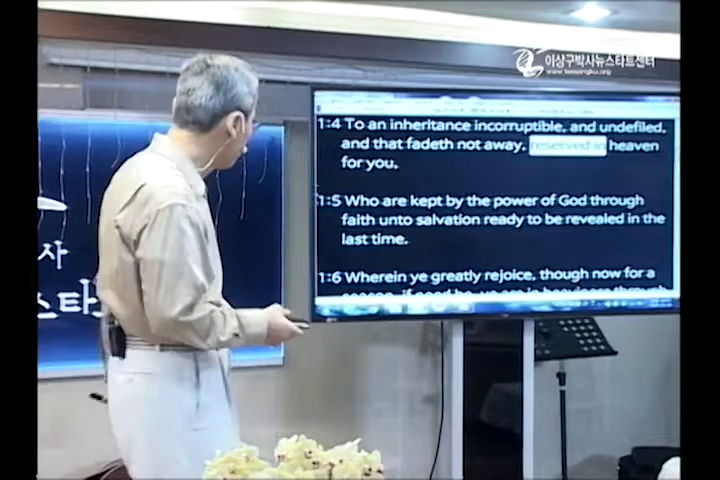 이상구박사뉴스타트센터
www.leesangku.org
1:4 To an inheritance incorruptible, and undefiled,
and that fadeth not away, reserved in heaven
for you.
1:5 Who are kept by the power of God through
faith unto salvation ready to be revealed in the
last time.
1:6 Wherein ye greatly rejoice, though now for a
사
스타